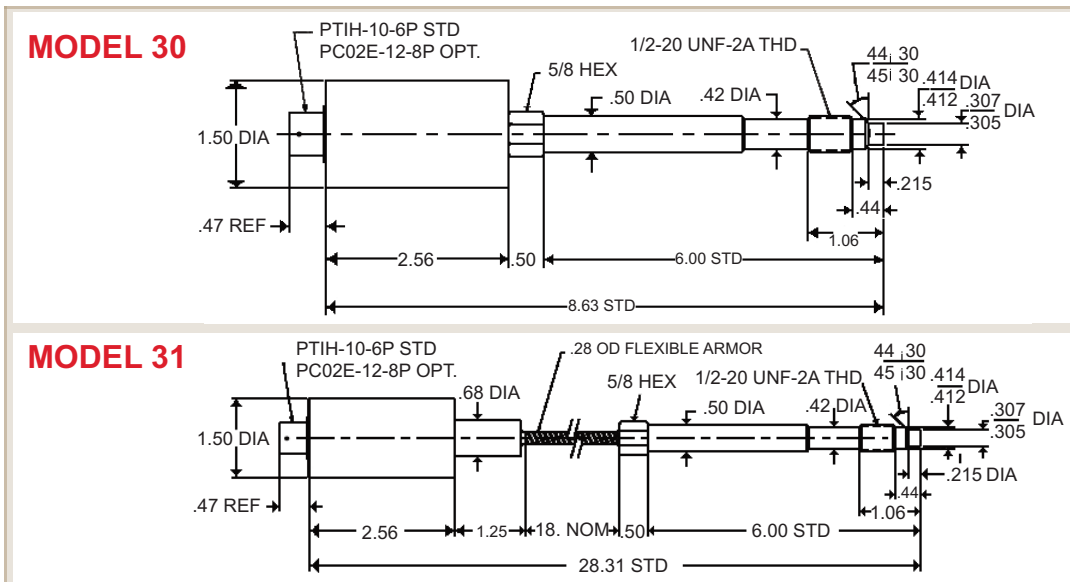 MODEL 30
PTIH-10-6P STD
PC02E-12-8P OPT.
1/2-20 UNF-2A THD
44¡ 30
45¡ 30
5/8 HEX
.414
.412
DIA
.50 DIA
.42 DIA
.307
.305
DIA
1.50 DIA
.215
.44
.47 REF
1.06
2.56
.50
6.00 STD
8.63 STD
MODEL 31
PTIH-10-6P STD
PC02E-12-8P OPT.
.28 OD FLEXIBLE ARMOR
44 ¡30
45 ¡30
5/8 HEX
1/2-20 UNF-2A THD
.414
.412
DIA
.68 DIA
.50 DIA
.42 DIA
.307
.305
DIA
1.50 DIA
.215 DIA
.44
.47 REF
1.06
2.56
1.25
18. NOM
.50
6.00 STD
28.31 STD